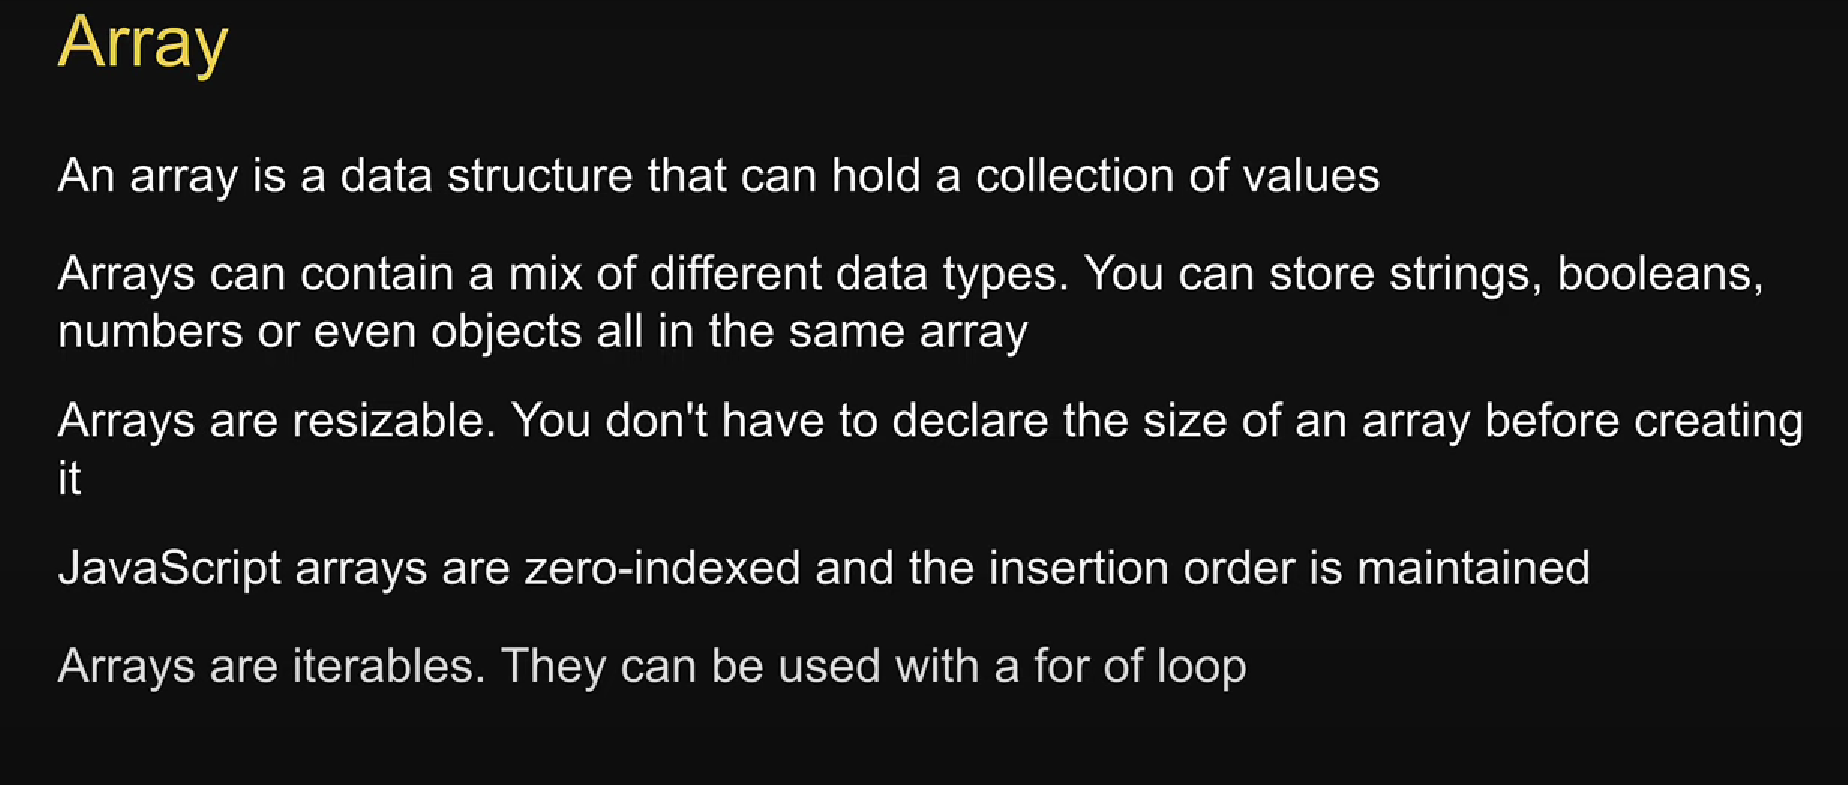 Array
An array is a data structure that can hold a collection of values
Arrays can contain a mix of different data types. You can store strings, booleans,
numbers or even objects all in the same array
Arrays are resizable. You don't have to declare the size of an array before creating
it
JavaScript arrays are zero-indexed and the insertion order is maintained
Arrays are iterables. They can be used with a for of loop